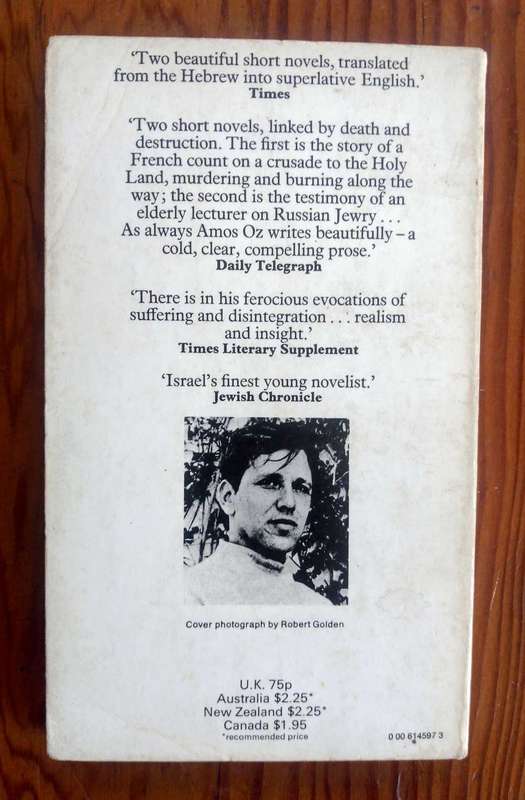 ‘Two beautiful short novels, translated
from the Hebrew into superlative English.’
Times
‘Two short novels, linked by death and
destruction. The first is the story of a
French count on a crusade to the Holy
Land, murdering and burning along the
way; the second is the testimony of an
elderly lecturer on Russian Jewry . . .
As always Amos Oz writes beautifully – a
cold, clear, compelling prose.’
Daily Telegraph
‘There is in his ferocious evocations of
suffering and disintegration . . . realism
and insight.’
Times Literary Supplement
‘Israel’s finest young novelist.’
Jewish Chronicle
Cover photograph by Robert Golden
U.K. 75p
Australia $2.25*
New Zealand $2.25*
Canada $1.95
*recommended price
0 00 614597 3